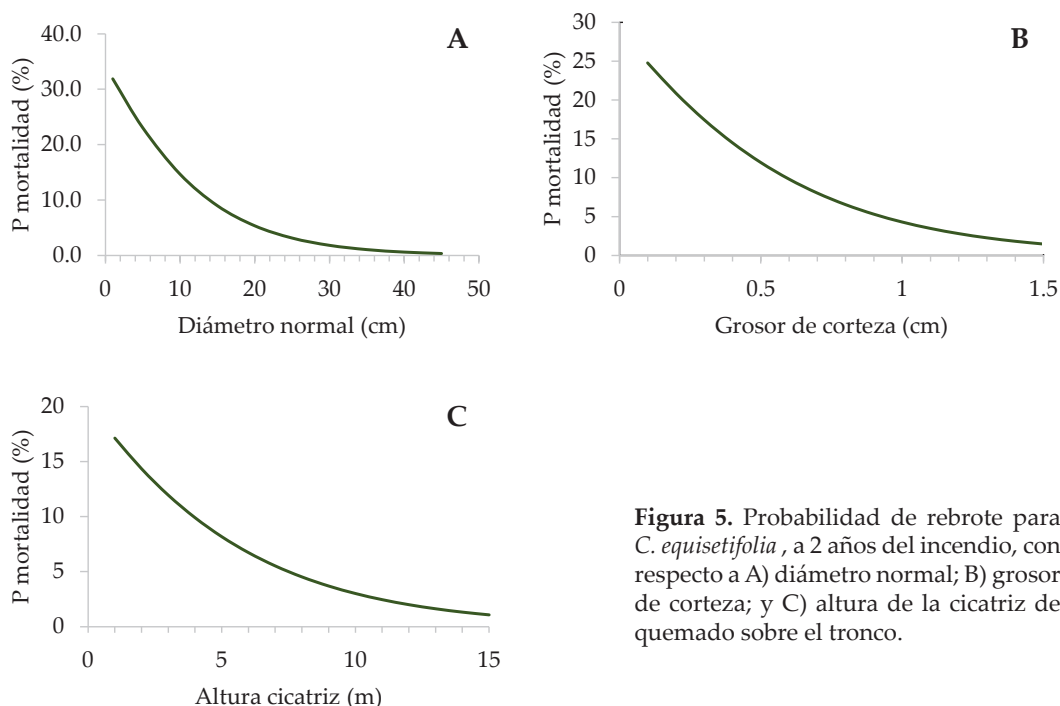 A
P mortalidad (%)
40.0
30.0
20.0
10.0
0.0
0 10 20 30 40 50
Diámetro normal (cm)
B
P mortalidad (%)
30
25
20
15
10
5
0
0 0.5 1 1.5
Grosor de corteza (cm)
C
P mortalidad (%)
20
15
10
5
0
0 5 10 15
Altura cicatriz (m)
Figura 5. Probabilidad de rebrote para
C. equisetifolia , a 2 años del incendio, con
respecto a A) diámetro normal; B) grosor
de corteza; y C) altura de la cicatriz de
quemado sobre el tronco.